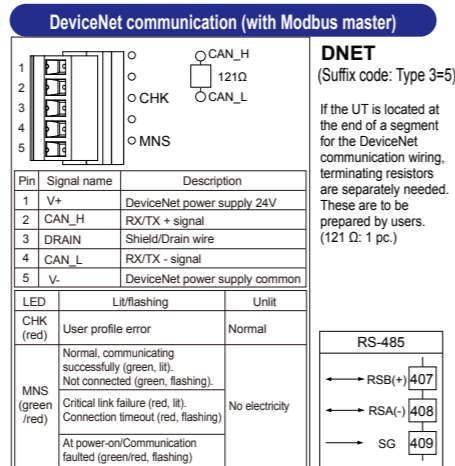 DeviceNet communication (with Modbus master)
1
2
3
4
5
CHK
MNS
CAN_H
121Ω
CAN_L
DNET
(Suffix code: Type 3=5)
If the UT is located at
the end of a segment
for the DeviceNet
communication wiring,
terminating resistors
are separately needed.
These are to be
prepared by users.
(121 Ω: 1 pc.)
Pin Signal name Description
1 V+ DeviceNet power supply 24V
2 CAN_H RX/TX + signal
3 DRAIN Shield/Drain wire
4 CAN_L RX/TX - signal
5 V- DeviceNet power supply common
LED Lit/flashing Unlit
CHK
(red)
User profile error
Normal
MNS
(green
/red)
Normal, communicating
successfully (green, lit).
Not connected (green, flashing).
Critical link failure (red, lit).
Connection timeout (red, flashing)
At power-on/Communication
faulted (green/red, flashing)
No electricity
RS-485
RSB(+) 407
RSA(-) 408
SG 409